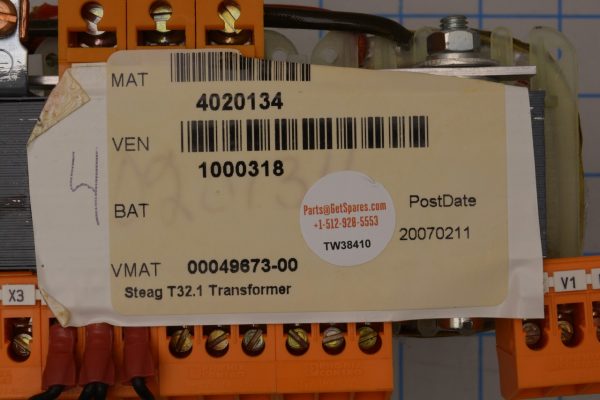 MAT
4020134
VEN
1000318
4
BAT
Parts@GetSpares.com
+1-512-928-5553
TW38410
PostDate
20070211
VMAT 00049673-00
Steag T32.1 Transformer
X3
V1